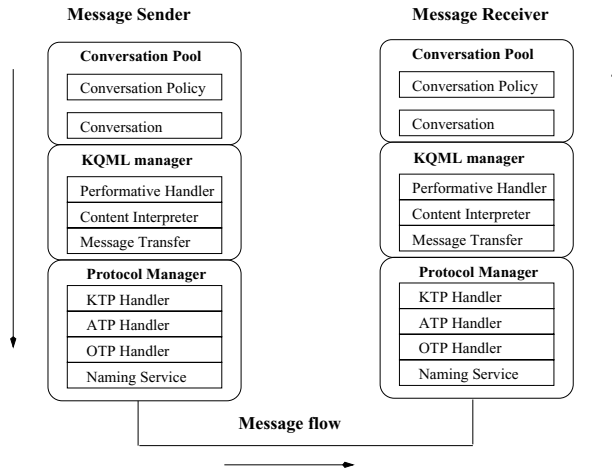 Message Sender
Conversation Pool
Conversation Policy
Conversation
KQML manager
Performative Handler
Content Interpreter
Message Transfer
Protocol Manager
KTP Handler
ATP Handler
OTP Handler
Naming Service
Message Receiver
Conversation Pool
Conversation Policy
Conversation
KQML manager
Performative Handler
Content Interpreter
Message Transfer
Protocol Manager
KTP Handler
ATP Handler
OTP Handler
Naming Service
Message flow